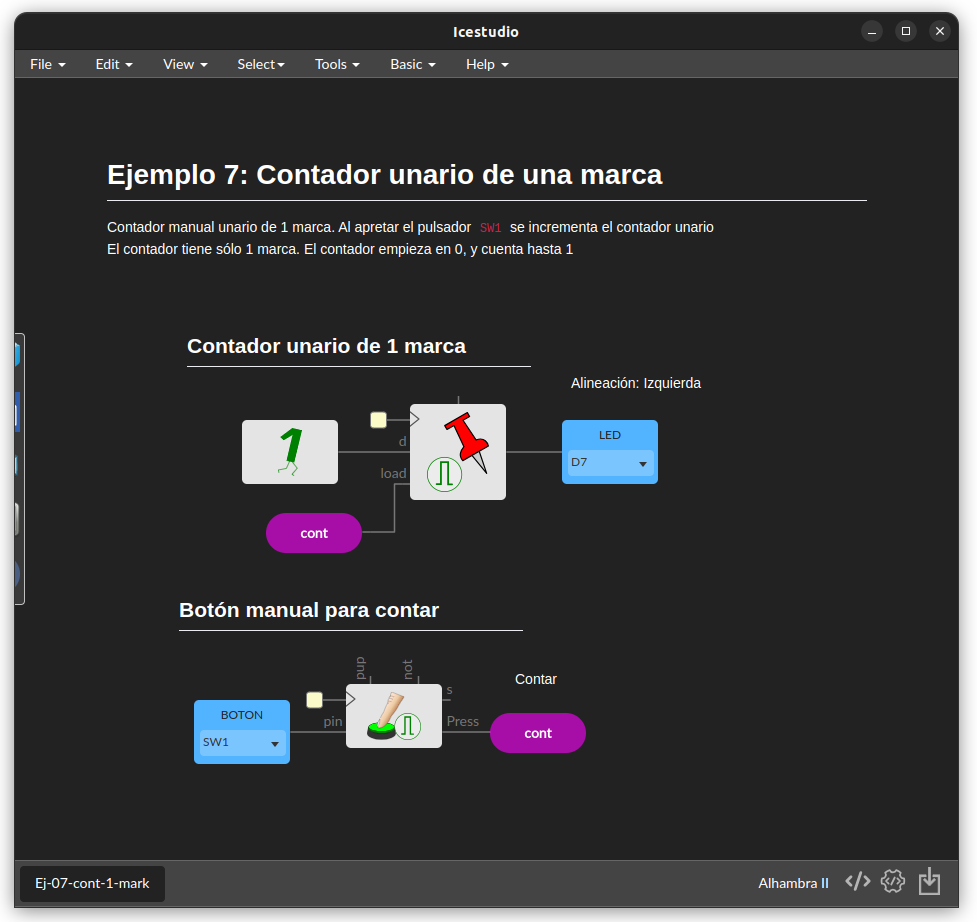 Icestudio
File Edit View Select Tools Basic Help
Ejemplo 7: Contador unario de una marca
Contador manual unario de 1 marca. Al apretar el pulsador SW1 se incrementa el contador unario
El contador tiene sólo 1 marca. El contador empieza en 0, y cuenta hasta 1
Contador unario de 1 marca
Alineación: Izquierda
1
d
load
LED
D7
cont
Botón manual para contar
pup
not
Contar
BOTON
SW1
pin
s
Press
cont
Ej-07-cont-1-mark
Alhambra II